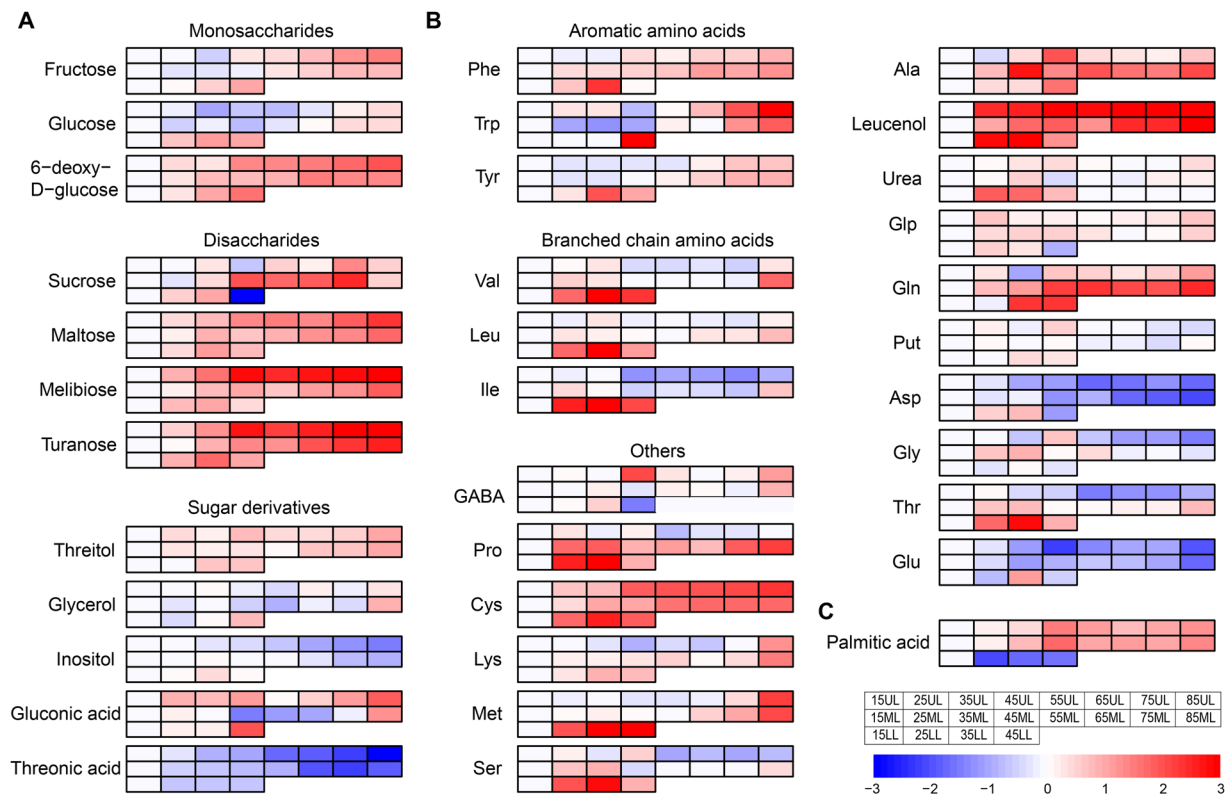 A
Monosaccharides
Fructose
Glucose
6−deoxy−
D−glucose
Disaccharides
Sucrose
Maltose
Melibiose
Turanose
Sugar derivatives
Threitol
Glycerol
Inositol
Gluconic acid
Threonic acid
B
Aromatic amino acids
Phe
Trp
Tyr
Branched chain amino acids
Val
Leu
Ile
Others
GABA
Pro
Cys
Lys
Met
Ser
Ala
Leucenol
Urea
Glp
Gln
Put
Asp
Gly
Thr
Glu
C
Palmitic acid
15UL 25UL 35UL 45UL 55UL 65UL 75UL 85UL
15ML 25ML 35ML 45ML 55ML 65ML 75ML 85ML
15LL 25LL 35LL 45LL
−3 −2 −1 0 1 2 3